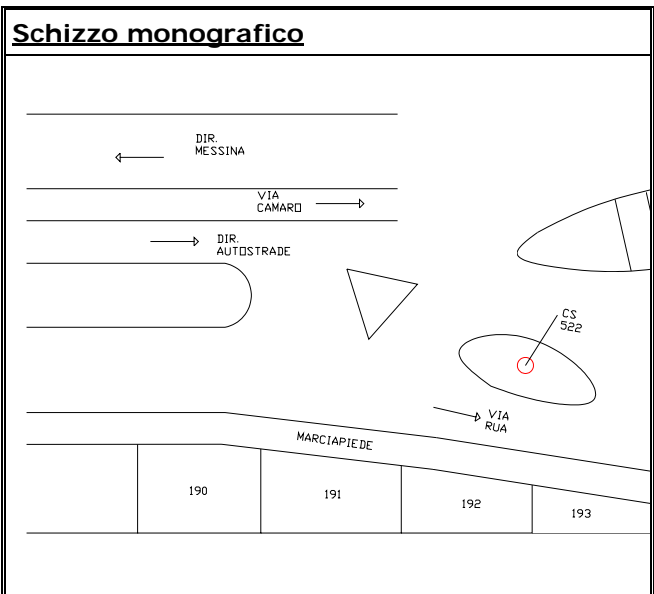 Schizzo monografico
DIR.
MESSINA
VIA
CAMARO
DIR.
AUTOSTRADE
CS
522
VIA
RUA
MARCIAPIEDE
190
191
192
193